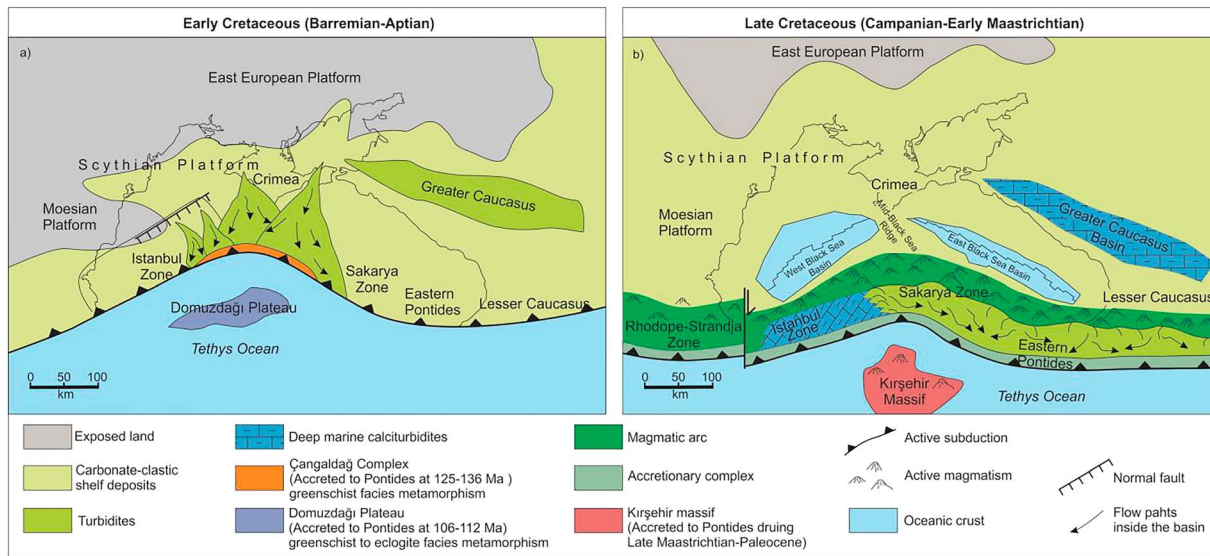 Early Cretaceous (Barremian-Aptian)
a)
East European Platform
Scythian Platform
Crimea
Greater Caucasus
Moesian
Platform
Istanbul
Zone
Sakarya
Zone
Domuzdağı Plateau
Eastern
Pontides
Lesser Caucasus
Tethys Ocean
0 50 100
km
Late Cretaceous (Campanian-Early Maastrichtian)
b)
East European Platform
Scythian Platform
Crimea
Moesian
Platform
Mid-Black Sea
Ridge
Greater Caucasus
Basin
West Black Sea
Basin
East Black Sea Basin
Lesser Caucasus
Sakarya Zone
Rhodope-Strandja
Zone
Istanbul
Zone
Eastern
Pontides
Kırşehir
Massif
Tethys Ocean
0 50 100
km
Exposed land
Carbonate-clastic
shelf deposits
Turbidites
Deep marine calciturbidites
Çangaldağ Complex
(Accreted to Pontides at 125-136 Ma )
greenschist facies metamorphism
Domuzdağı Plateau
(Accreted to Pontides at 106-112 Ma)
greenschist to eclogite facies metamorphism
Magmatic arc
Accretionary complex
Kırşehir massif
(Accreted to Pontides druing
Late Maastrichtian-Paleocene)
Active subduction
Active magmatism
Oceanic crust
Normal fault
Flow pahts
inside the basin